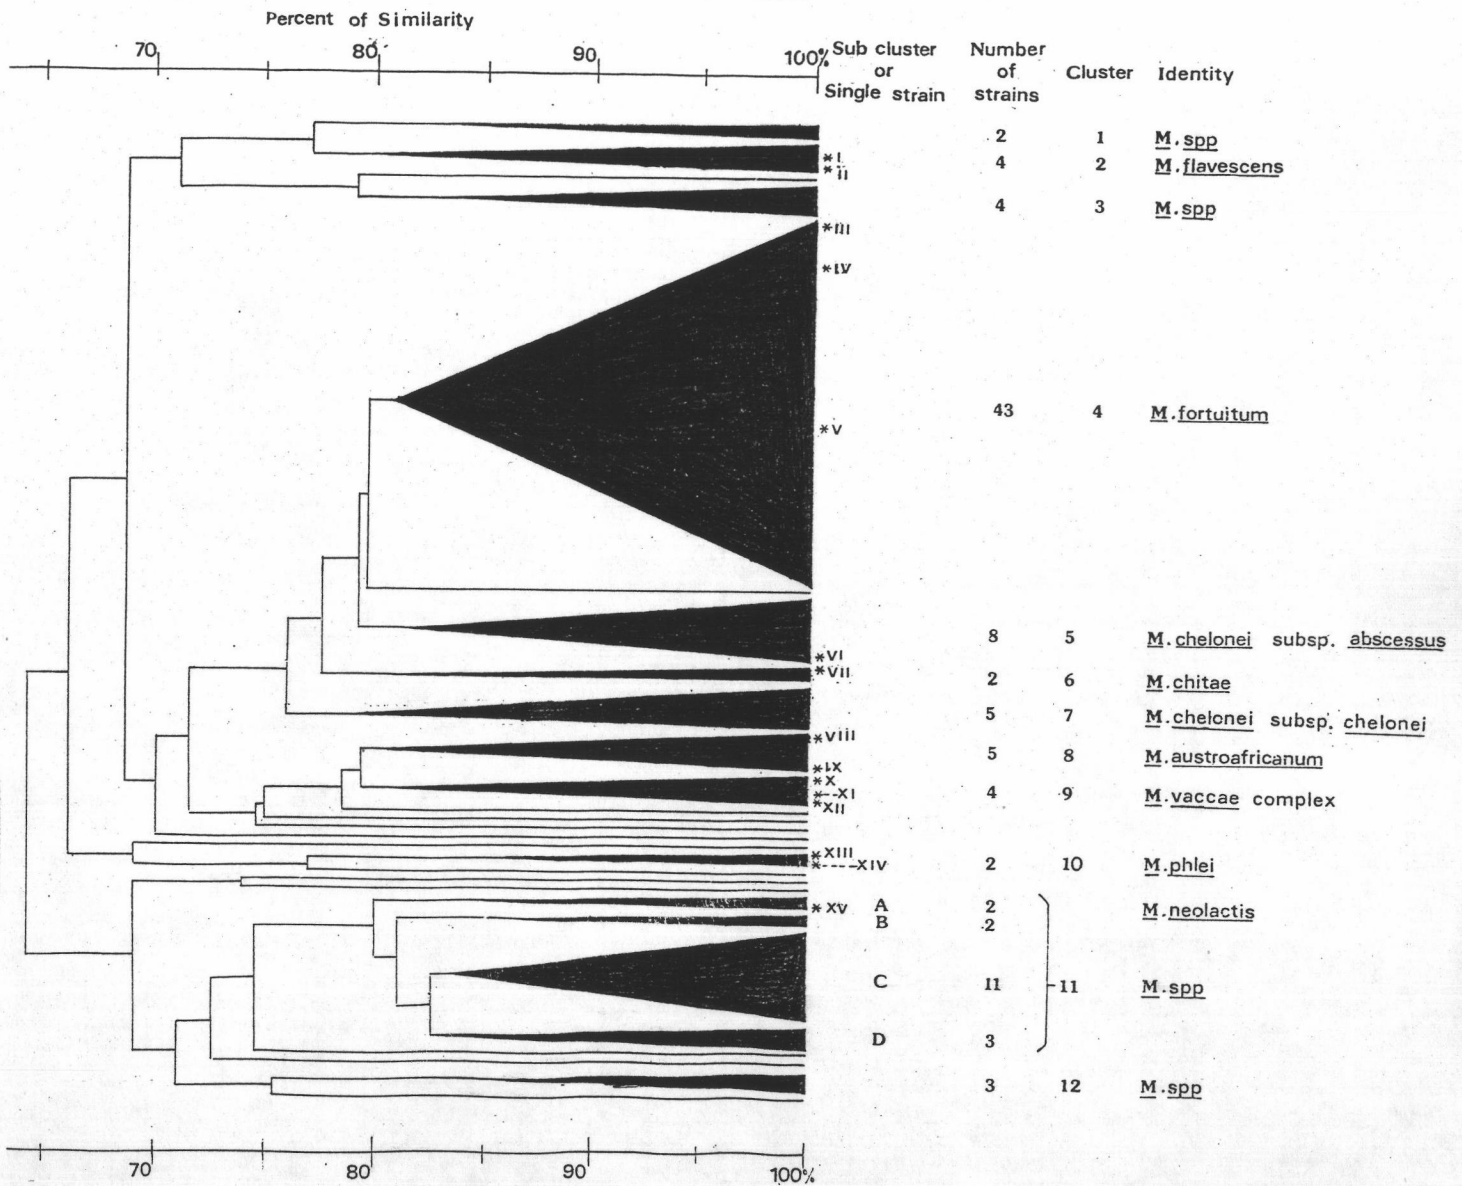 Percent of Similarity
70 80 90 100%
Sub cluster or Single strain
Number of strains
Cluster
Identity
2 1 M.spp
*I
4 2 M.flavescens
*II
4 3 M.spp
*III
*IV
43 4 M.fortuitum
*V
8 5 M.chelonei subsp. abscessus
*VI
*VII
2 6 M.chitae
5 7 M.chelonei subsp. chelonei
*VIII
5 8 M.austroafricanum
*IX
*X
*--XI 4 9 M.vaccae complex
*XII
*XIII
*----XIV 2 10 M.phlei
*XV A 2 M.neolactis
B 2
C 11 11 M.spp
D 3
3 12 M.spp
70 80 90 100%